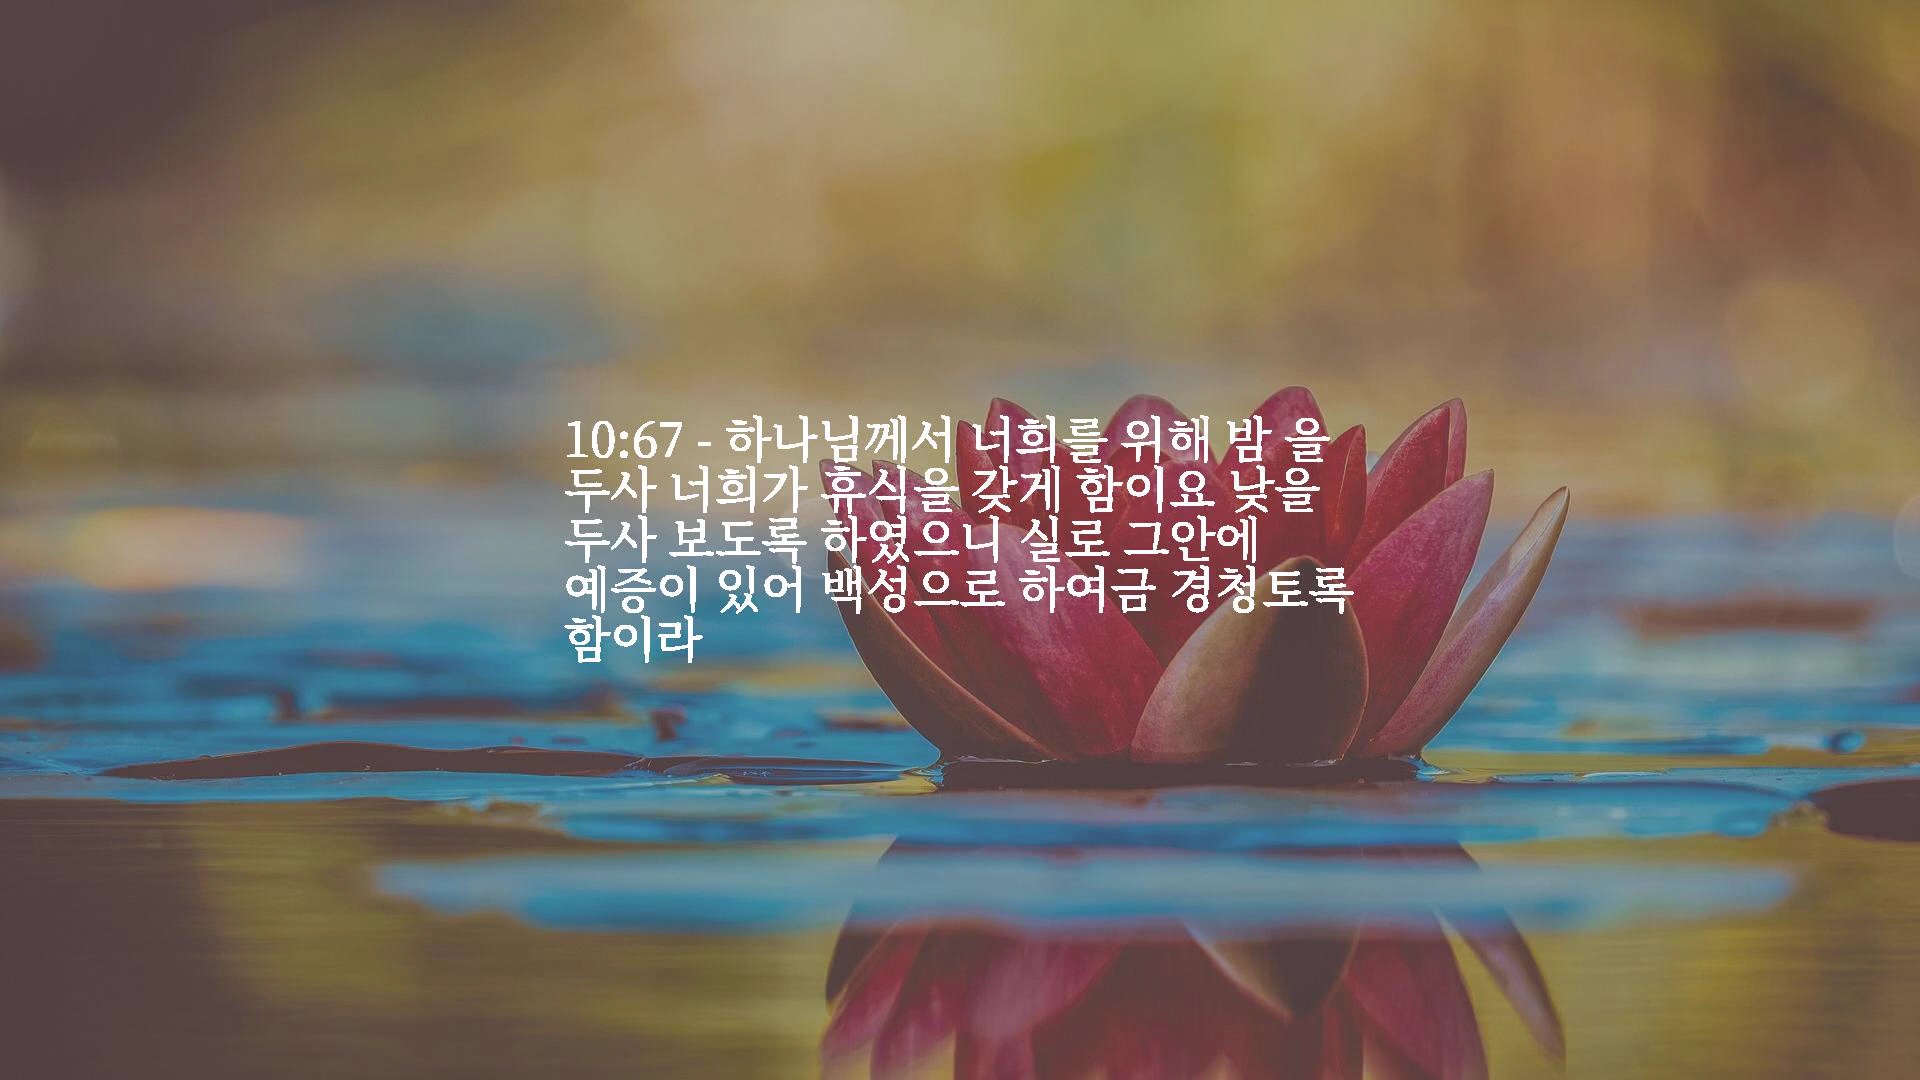 10:67 - 하나님께서 너희를 위해 밤 을
두사 너희가 휴식을 갖게 함이요 낮을
두사 보도록 하였으니 실로 그안에
예증이 있어 백성으로 하여금 경청토록
함이라